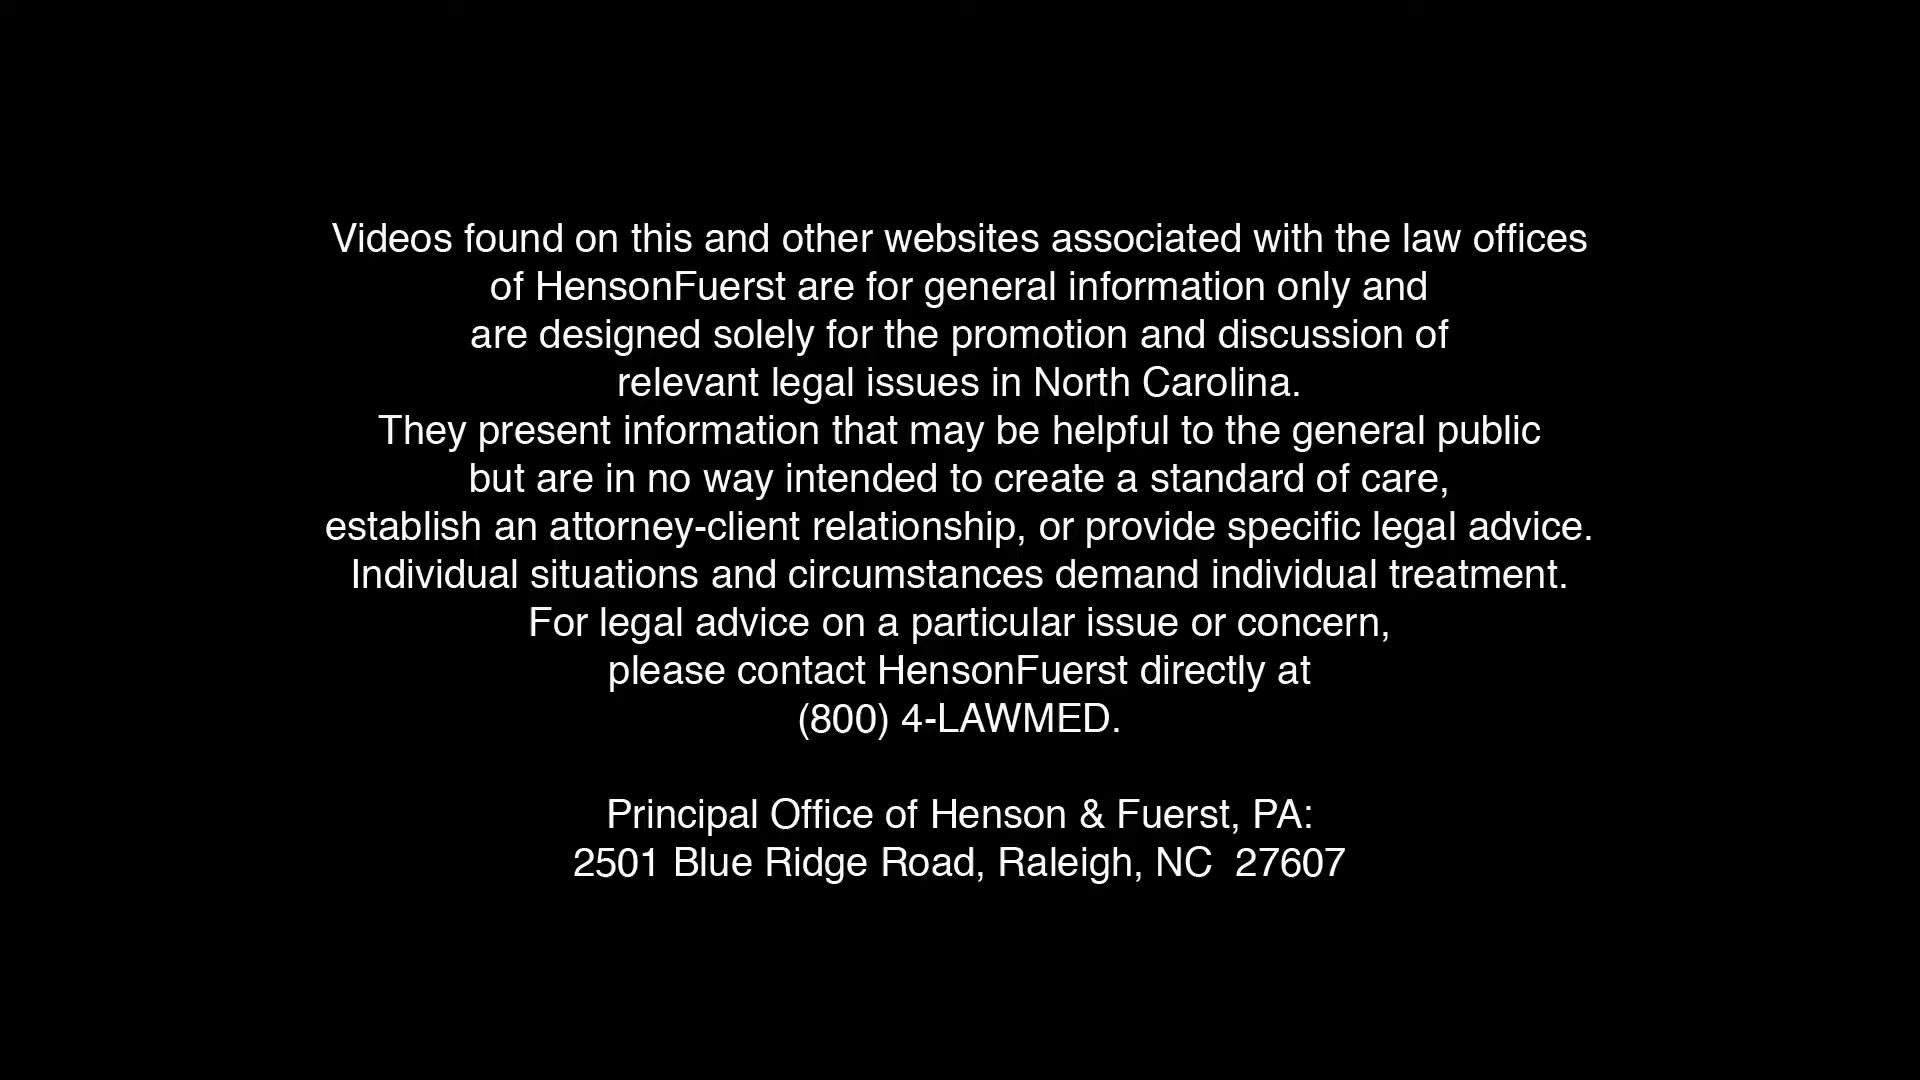 Videos found on this and other websites associated with the law offices
of HensonFuerst are for general information only and
are designed solely for the promotion and discussion of
relevant legal issues in North Carolina.
They present information that may be helpful to the general public
but are in no way intended to create a standard of care,
establish an attorney-client relationship, or provide specific legal advice.
Individual situations and circumstances demand individual treatment.
For legal advice on a particular issue or concern,
please contact HensonFuerst directly at
(800) 4-LAWMED.
Principal Office of Henson & Fuerst, PA:
2501 Blue Ridge Road, Raleigh, NC  27607